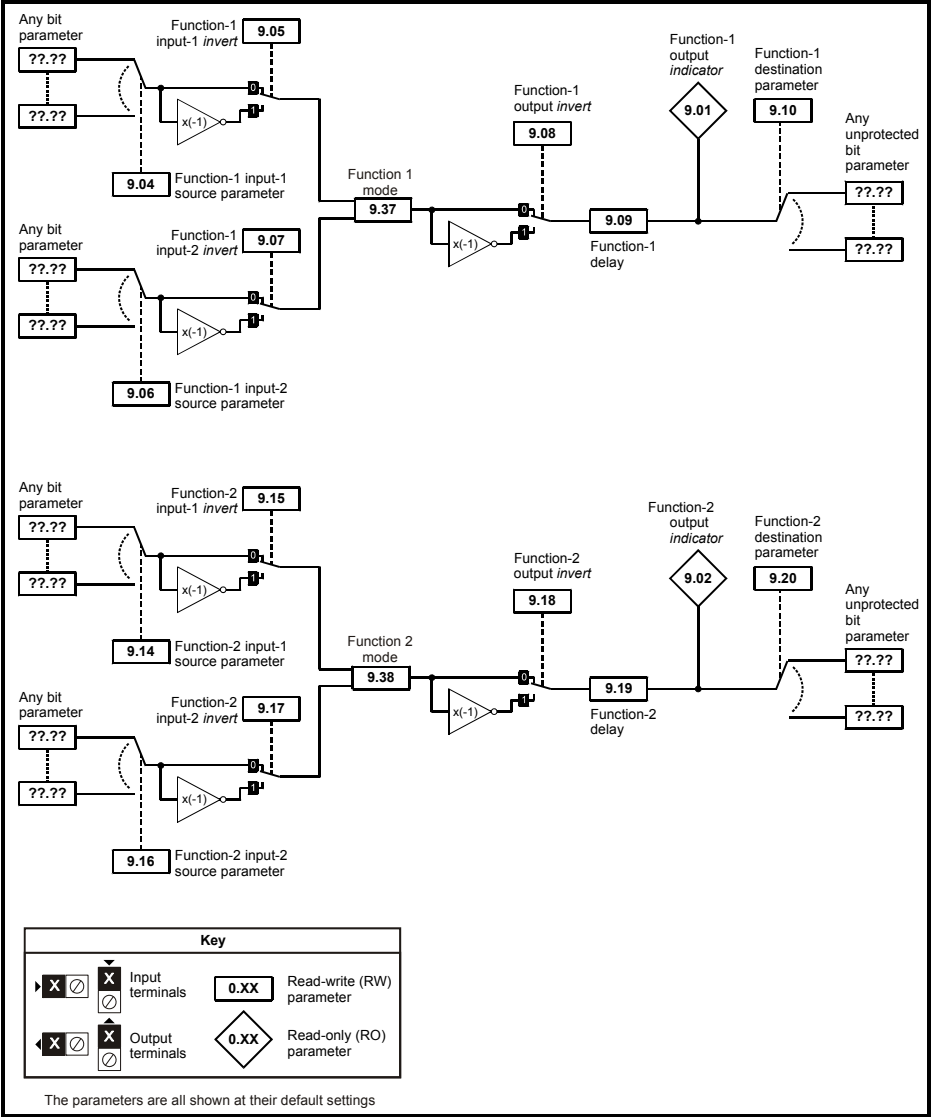 Any bit
parameter
??.??
??.??
Function-1
input-1 invert
9.05
0
1
x(-1)
9.04
Function-1 input-1
source parameter
Any bit
parameter
??.??
??.??
Function-1
input-2 invert
9.07
0
1
x(-1)
9.06
Function-1 input-2
source parameter
Function 1
mode
9.37
Function-1
output invert
9.08
0
1
x(-1)
9.09
Function-1
delay
Function-1
output
indicator
9.01
Function-1
destination
parameter
9.10
Any
unprotected
bit
parameter
??.??
??.??
Any bit
parameter
??.??
??.??
Function-2
input-1 invert
9.15
0
1
x(-1)
9.14
Function-2 input-1
source parameter
Any bit
parameter
??.??
??.??
Function-2
input-2 invert
9.17
0
1
x(-1)
9.16
Function-2 input-2
source parameter
Function 2
mode
9.38
Function-2
output invert
9.18
0
1
x(-1)
9.19
Function-2
delay
Function-2
output
indicator
9.02
Function-2
destination
parameter
9.20
Any
unprotected
bit
parameter
??.??
??.??
Key
X
X
Input
terminals
0.XX
Read-write (RW)
parameter
X
X
Output
terminals
0.XX
Read-only (RO)
parameter
The parameters are all shown at their default settings